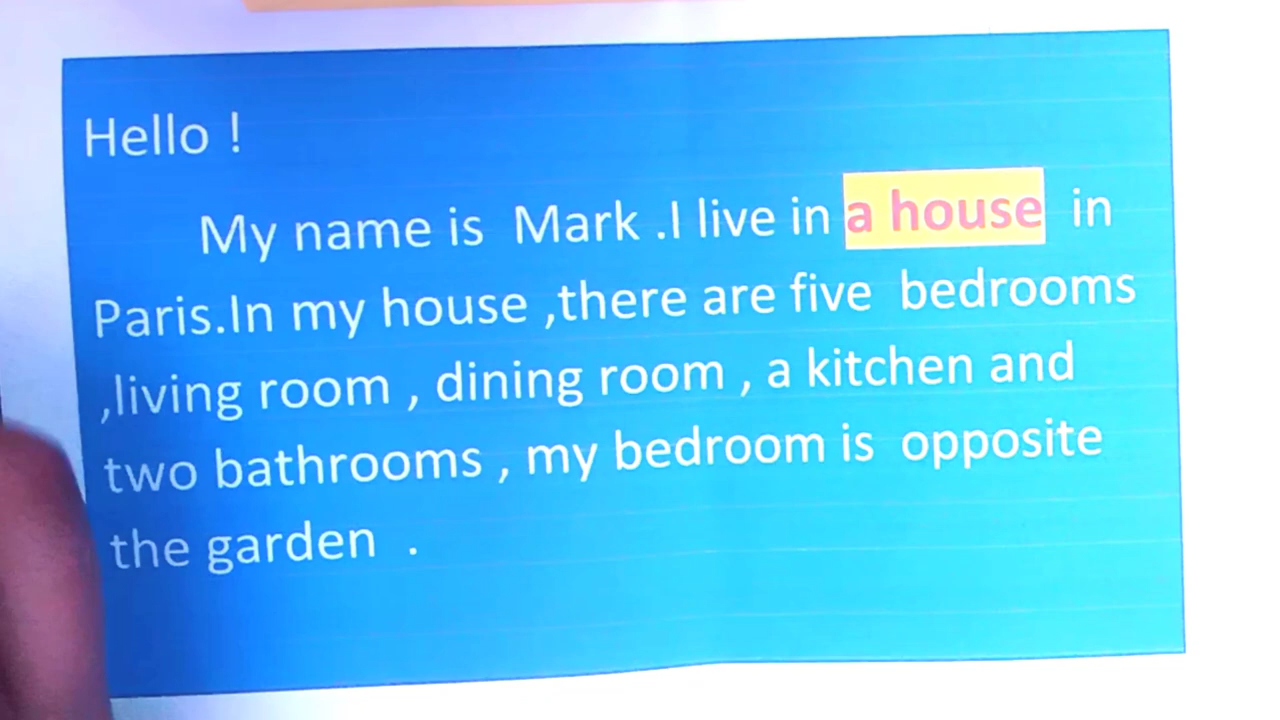 Hello !
My name is Mark .I live in a house in
Paris.In my house ,there are five bedrooms
,living room , dining room , a kitchen and
two bathrooms , my bedroom is opposite
the garden .